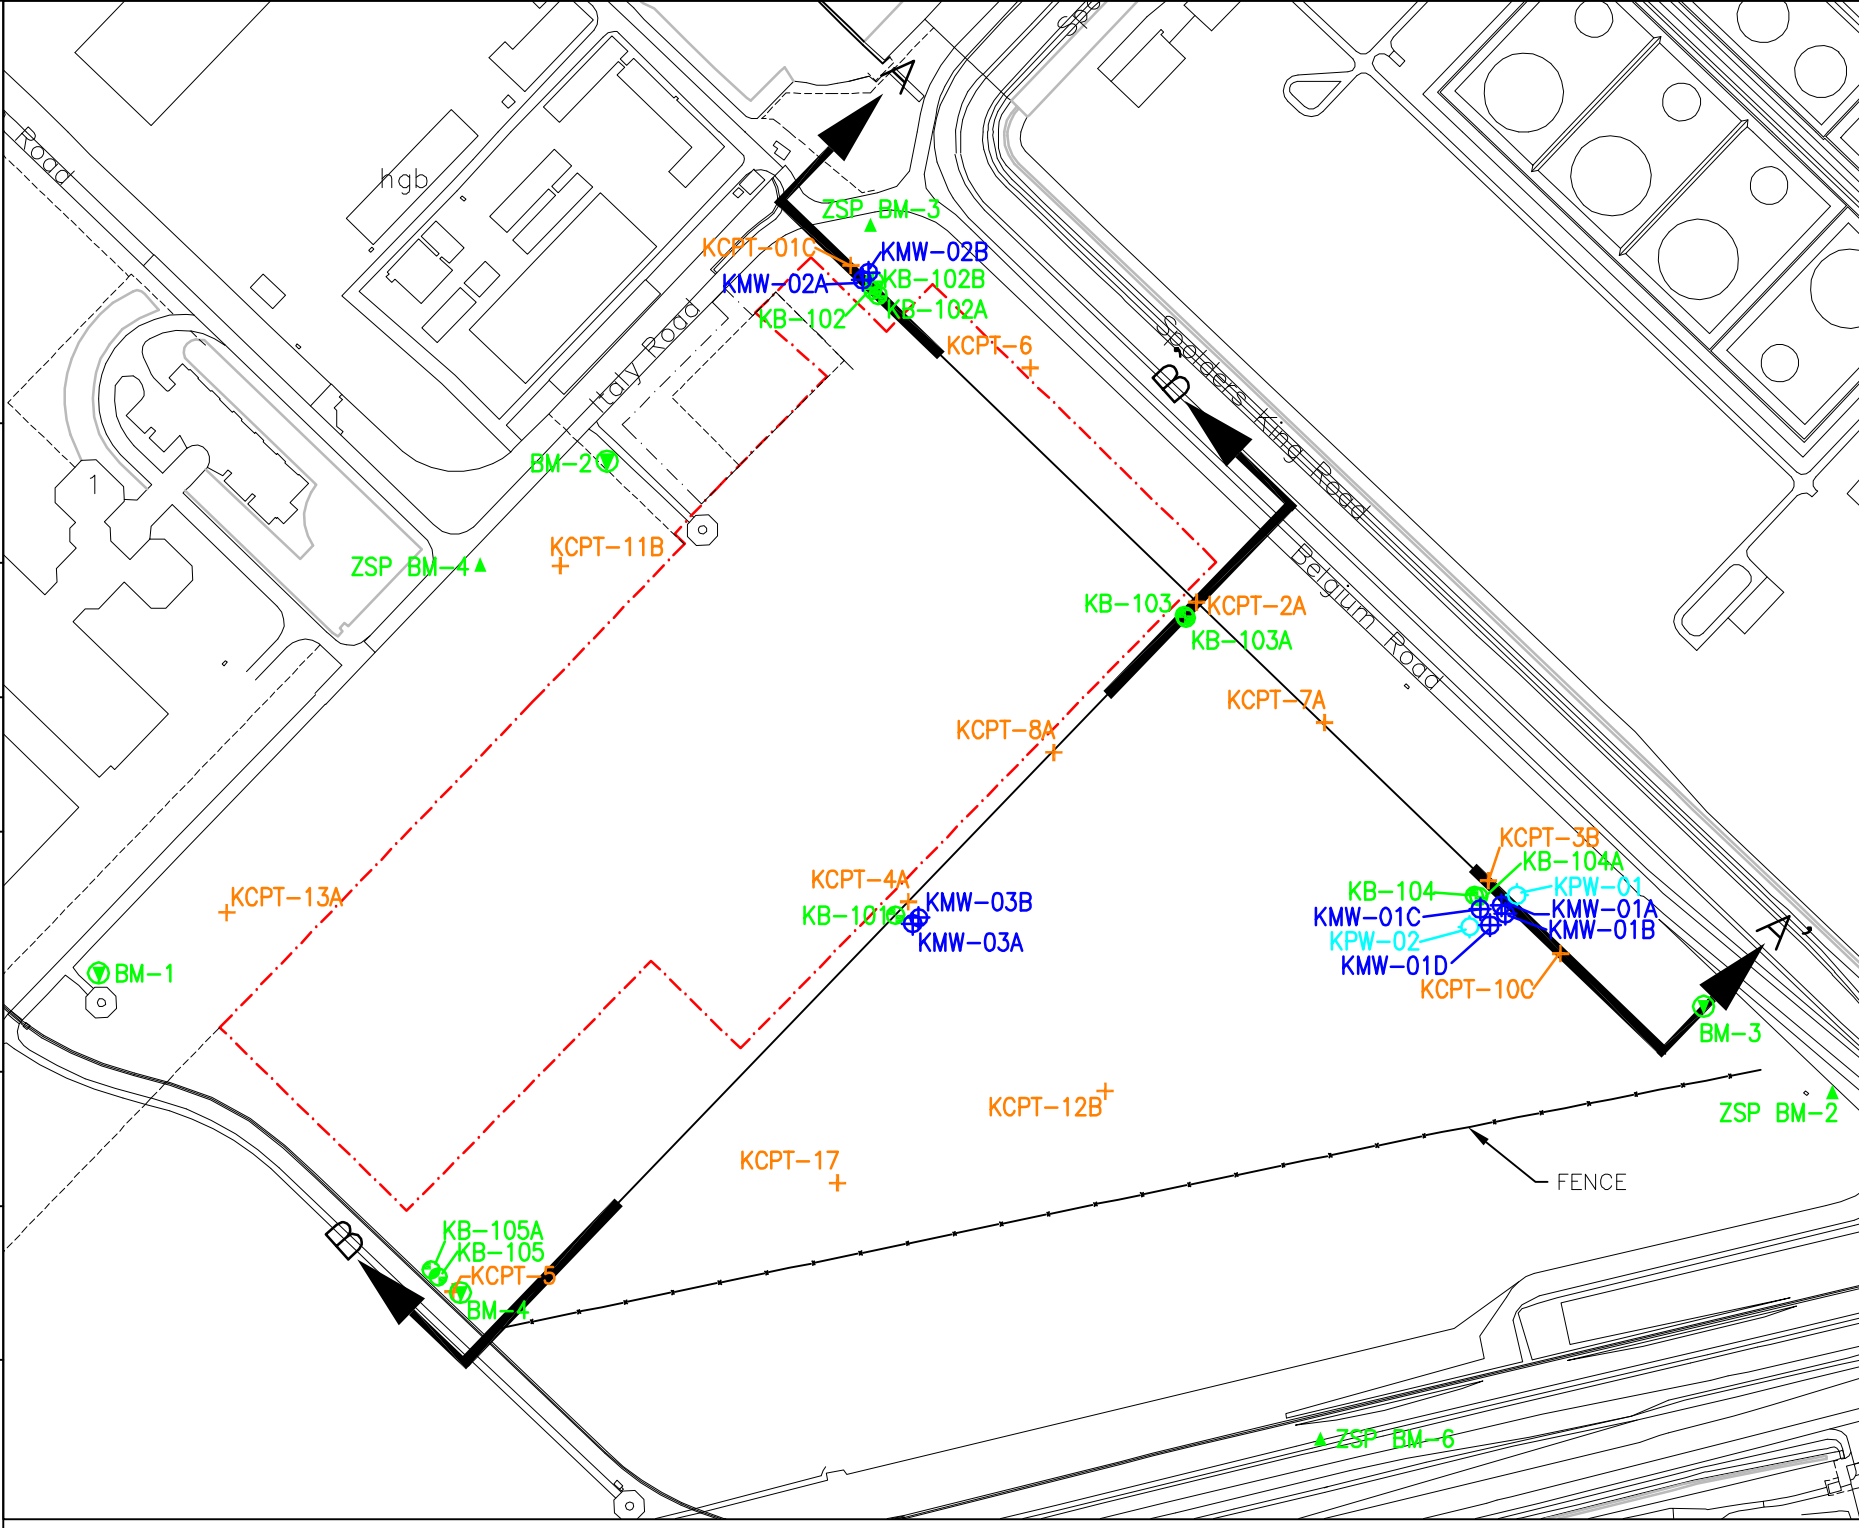 A
Road
hgb
ZSP BM-3
KCPT-01C
KMW-02B
KMW-02A
KB-102B
KB-102A
KB-102
KCPT-6
Italy Road
B'
Sploders King Road
BM-2
1
KCPT-11B
ZSP BM-4
Belgium Road
KB-103
KCPT-2A
KB-103A
KCPT-7A
KCPT-8A
KCPT-3B
KB-104A
KCPT-4A
KB-104
KPW-01
KCPT-13A
KMW-03B
KB-101
KMW-01C
KMW-01A
KMW-01B
KPW-02
KMW-03A
A'
KMW-01D
BM-1
KCPT-10C
BM-3
KCPT-12B
ZSP BM-2
KCPT-17
FENCE
B
KB-105A
KB-105
KCPT-5
BM-4
ZSP BM-6